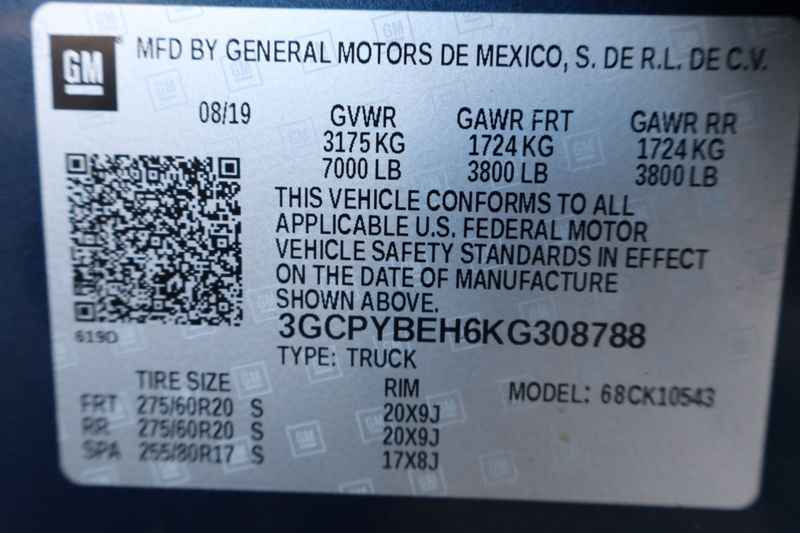 GM
MFD BY GENERAL MOTORS DE MEXICO, S. DE R.L. DE C.V.
08/19 GVWR GAWR FRT GAWR RR
3175 KG 1724 KG 1724 KG
7000 LB 3800 LB 3800 LB
THIS VEHICLE CONFORMS TO ALL
APPLICABLE U.S. FEDERAL MOTOR
VEHICLE SAFETY STANDARDS IN EFFECT
ON THE DATE OF MANUFACTURE
SHOWN ABOVE.
619D
3GCPYBEH6KG308788
TYPE: TRUCK
TIRE SIZE RIM MODEL: 68CK10543
FRT 275/60R20 S 20X9J
RR 275/60R20 S 20X9J
SPA 255/80R17 S 17X8J